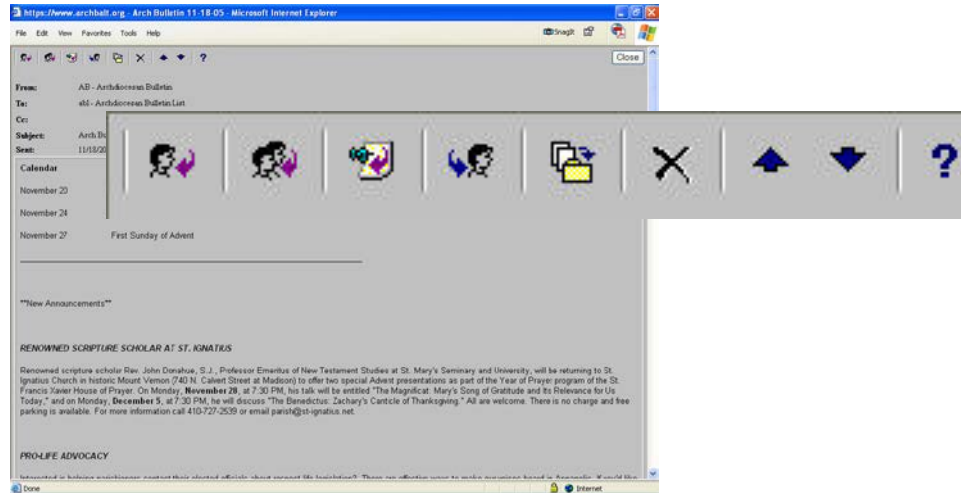 https://www.archbalt.org - Arch Bulletin 11-18-05 - Microsoft Internet Explorer
File Edit View Favorites Tools Help
SnagIt
?
Close
From: AB - Archdiocesan Bulletin
To: abl - Archdiocesan Bulletin List
Cc:
Subject: Arch
Sent: 11/18/20
?
Calendar
November 20
November 24
November 27 First Sunday of Advent
**New Announcements**
RENOWNED SCRIPTURE SCHOLAR AT ST. IGNATIUS
Renowned scripture scholar Rev. John Donahue, S.J., Professor Emeritus of New Testament Studies at St. Mary's Seminary and University, will be returning to St.
Ignatius Church in historic Mount Vernon (740 N. Calvert Street at Madison) to offer two special Advent presentations as part of the Year of Prayer program of the St.
Francis Xavier House of Prayer. On Monday, November 28, at 7:30 PM, his talk will be entitled "The Magnificat: Mary's Song of Gratitude and Its Relevance for Us
Today," and on Monday, December 5, at 7:30 PM, he will discuss "The Benedictus: Zachary's Canticle of Thanksgiving." All are welcome. There is no charge and free
parking is available. For more information call 410-727-2539 or email parish@st-ignatius.net.
PRO-LIFE ADVOCACY
Done
Internet